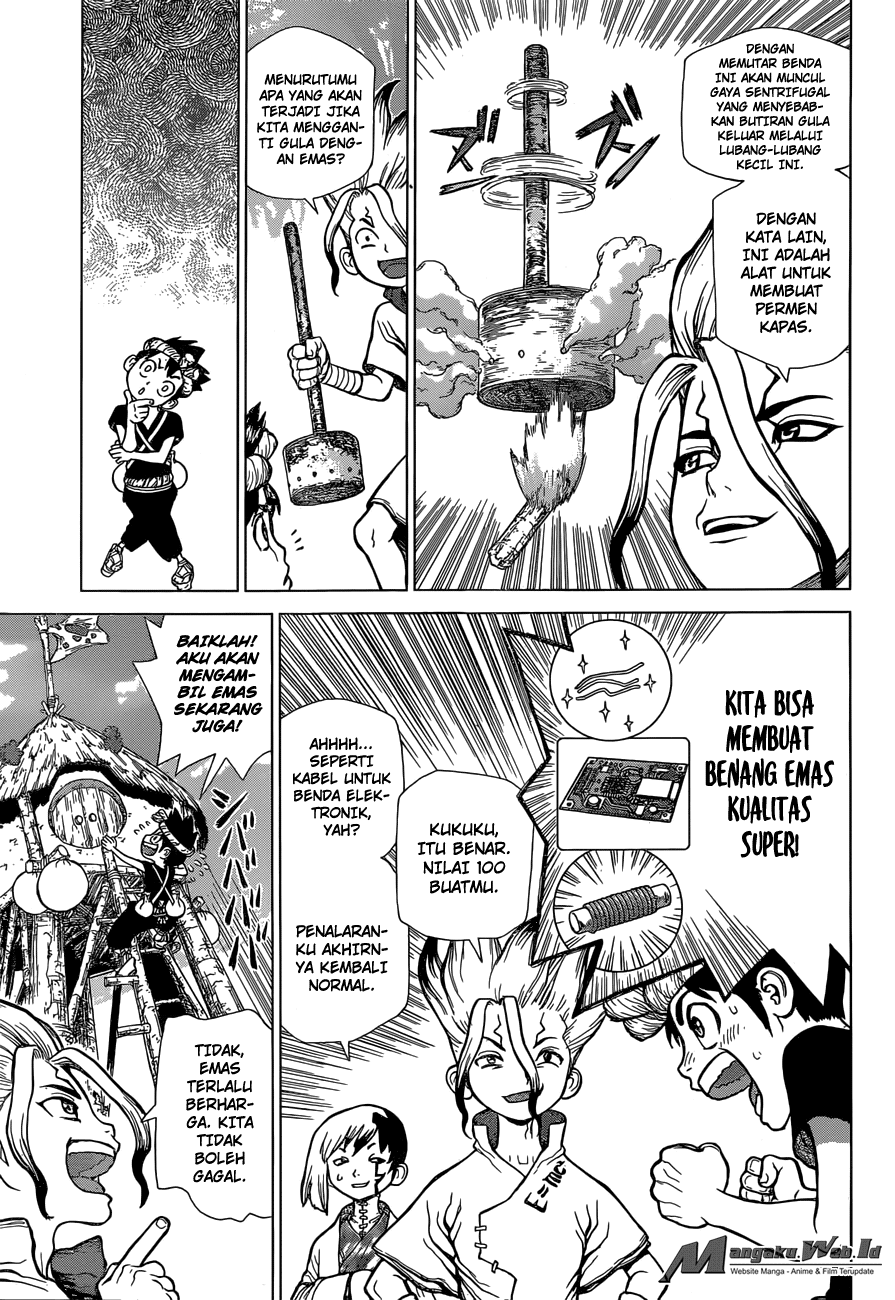 DENGAN
MEMUTAR BENDA
INI AKAN MUNCUL
GAYA SENTRIFUGAL
YANG MENYEBAB-
KAN BUTIRAN GULA
KELUAR MELALUI
LUBANG-LUBANG
KECIL INI.
DENGAN
KATA LAIN,
INI ADALAH
ALAT UNTUK
MEMBUAT
PERMEN
KAPAS.
MENURUTUMU
APA YANG AKAN
TERJADI JIKA
KITA MENGGAN-
TI GULA DENG-
AN EMAS?
KITA BISA
MEMBUAT
BENANG EMAS
KUALITAS
SUPER!
KUKUKU,
ITU BENAR.
NILAI 100
BUATMU.
AHHHH...
SEPERTI
KABEL UNTUK
BENDA ELEK-
TRONIK,
YAH?
PENALARAN-
KU AKHIRN-
YA KEMBALI
NORMAL.
E=mc²
BAIKLAH!
AKU AKAN
MENGAM-
BIL EMAS
SEKARANG
JUGA!
TIDAK,
EMAS
TERLALU
BERHAR-
GA. KITA
TIDAK
BOLEH
GAGAL.
Mangaku.Web.Id
Website Manga - Anime & Film Terupdate